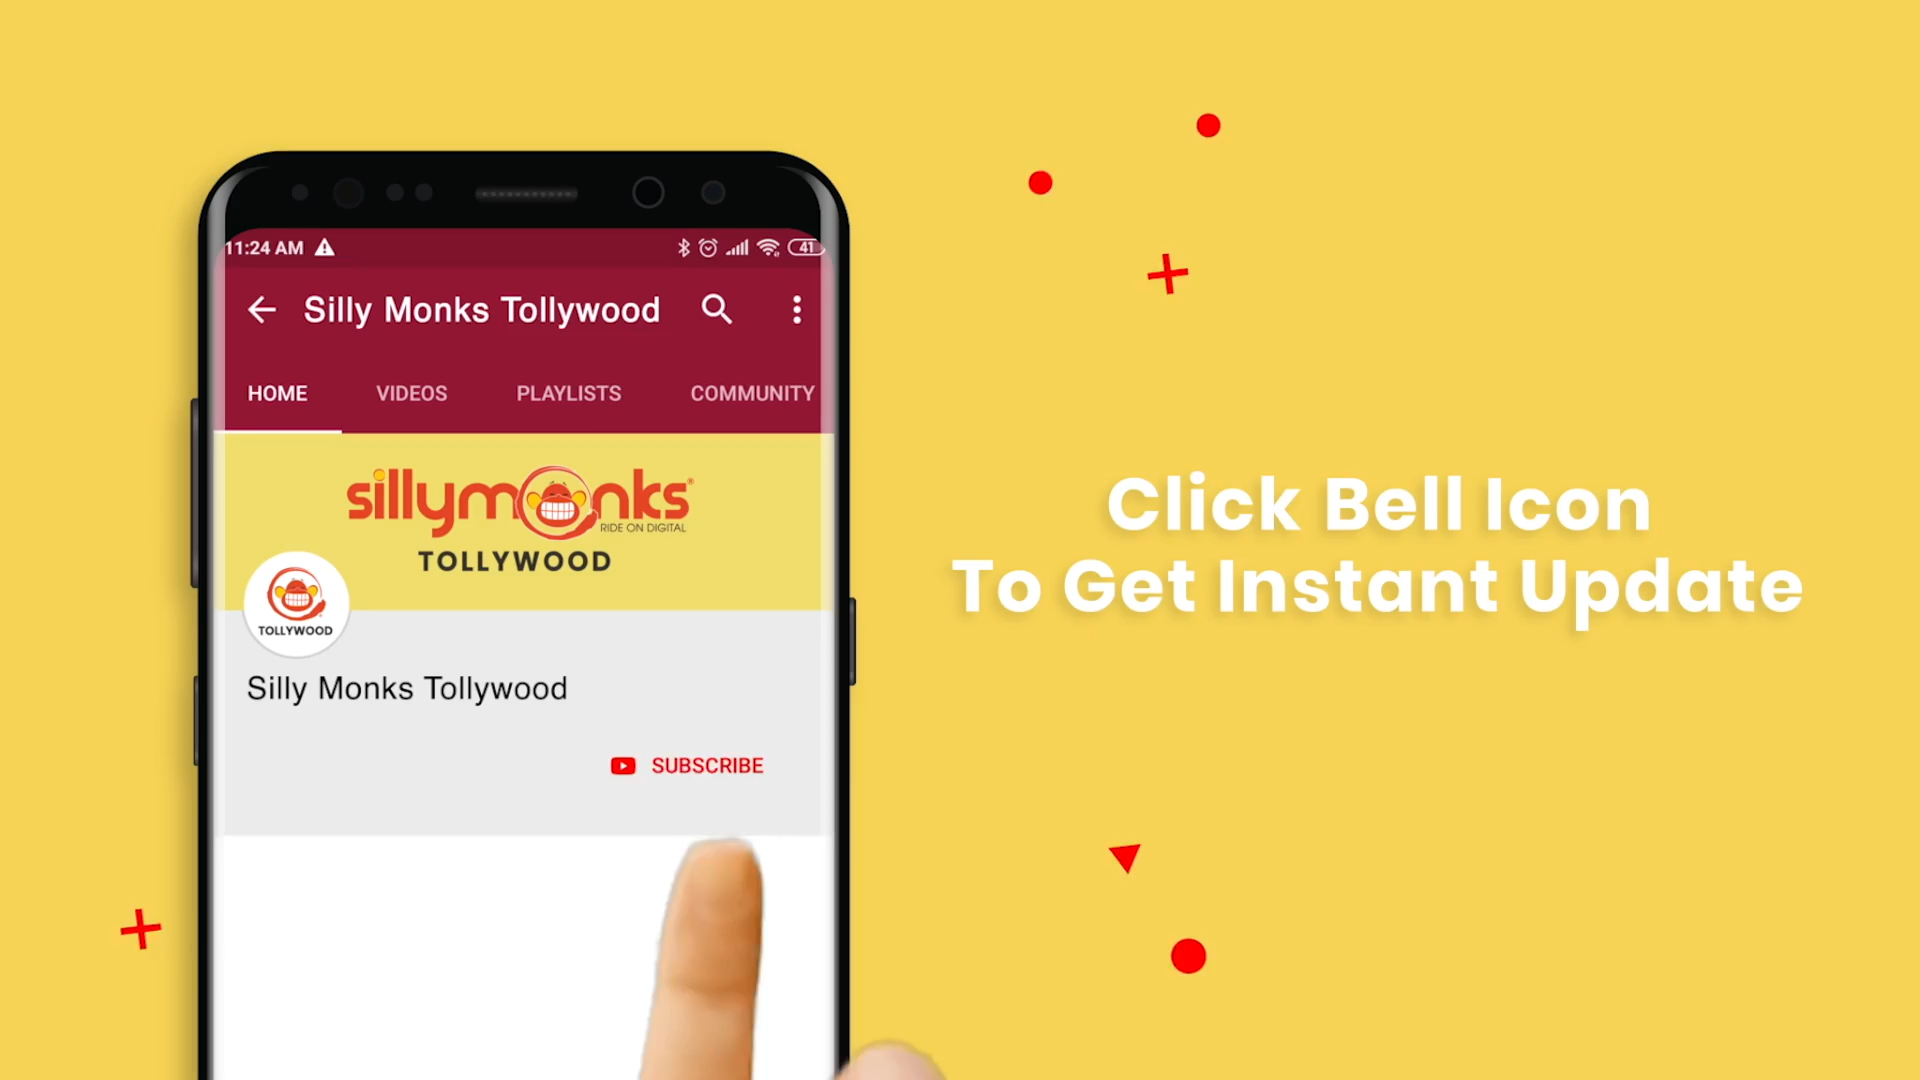 11:24 AM
41
Silly Monks Tollywood
HOME VIDEOS PLAYLISTS COMMUNITY
sillymonks®
RIDE ON DIGITAL
TOLLYWOOD
TOLLYWOOD
Silly Monks Tollywood
SUBSCRIBE
Click Bell Icon
To Get Instant Update